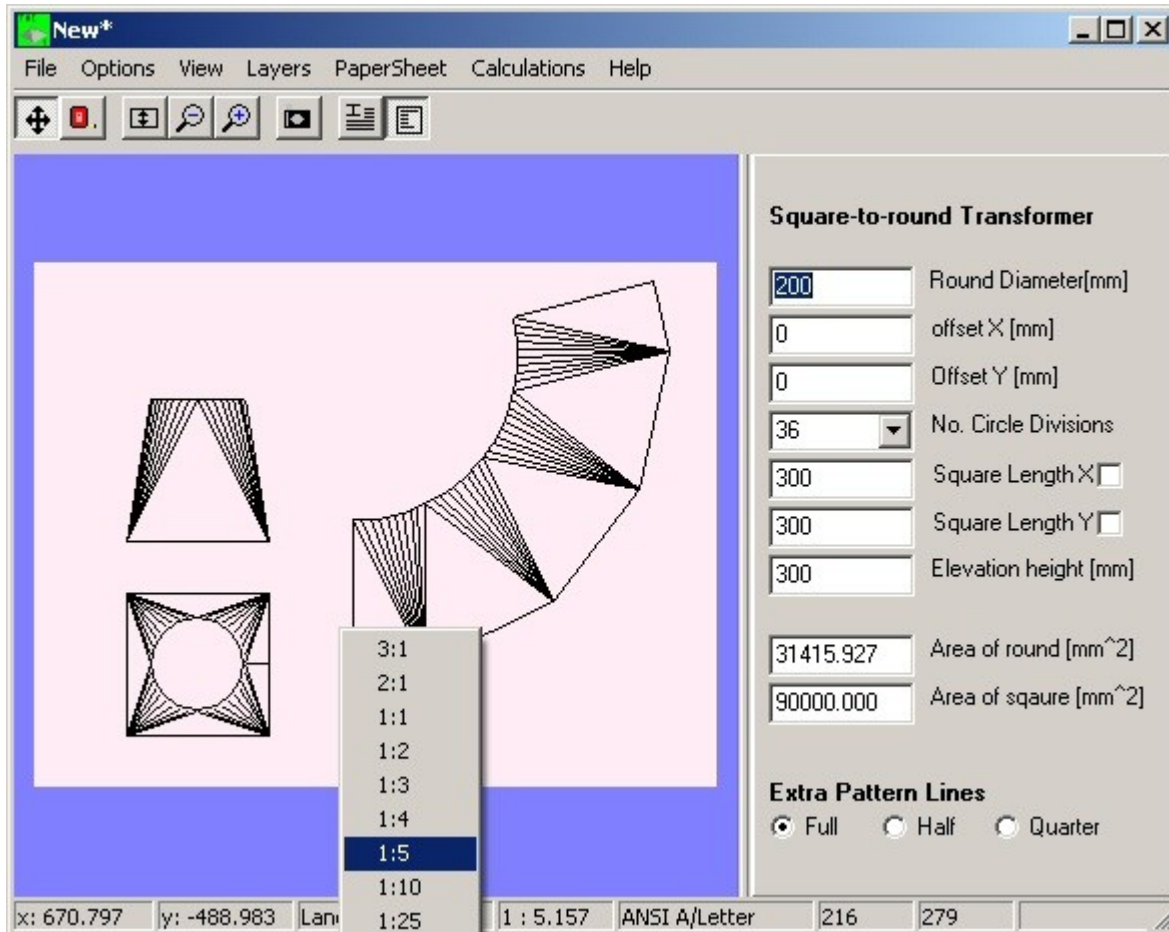 New*
File Options View Layers PaperSheet Calculations Help
Square-to-round Transformer
200 Round Diameter[mm]
0 offset X [mm]
0 Offset Y [mm]
36 No. Circle Divisions
300 Square Length X
300 Square Length Y
300 Elevation height [mm]
31415.927 Area of round [mm^2]
90000.000 Area of sqaure [mm^2]
Extra Pattern Lines
Full Half Quarter
3:1
2:1
1:1
1:2
1:3
1:4
1:5
1:10
1:25
x: 670.797 y: -488.983 1 : 5.157 ANSI A/Letter 216 279